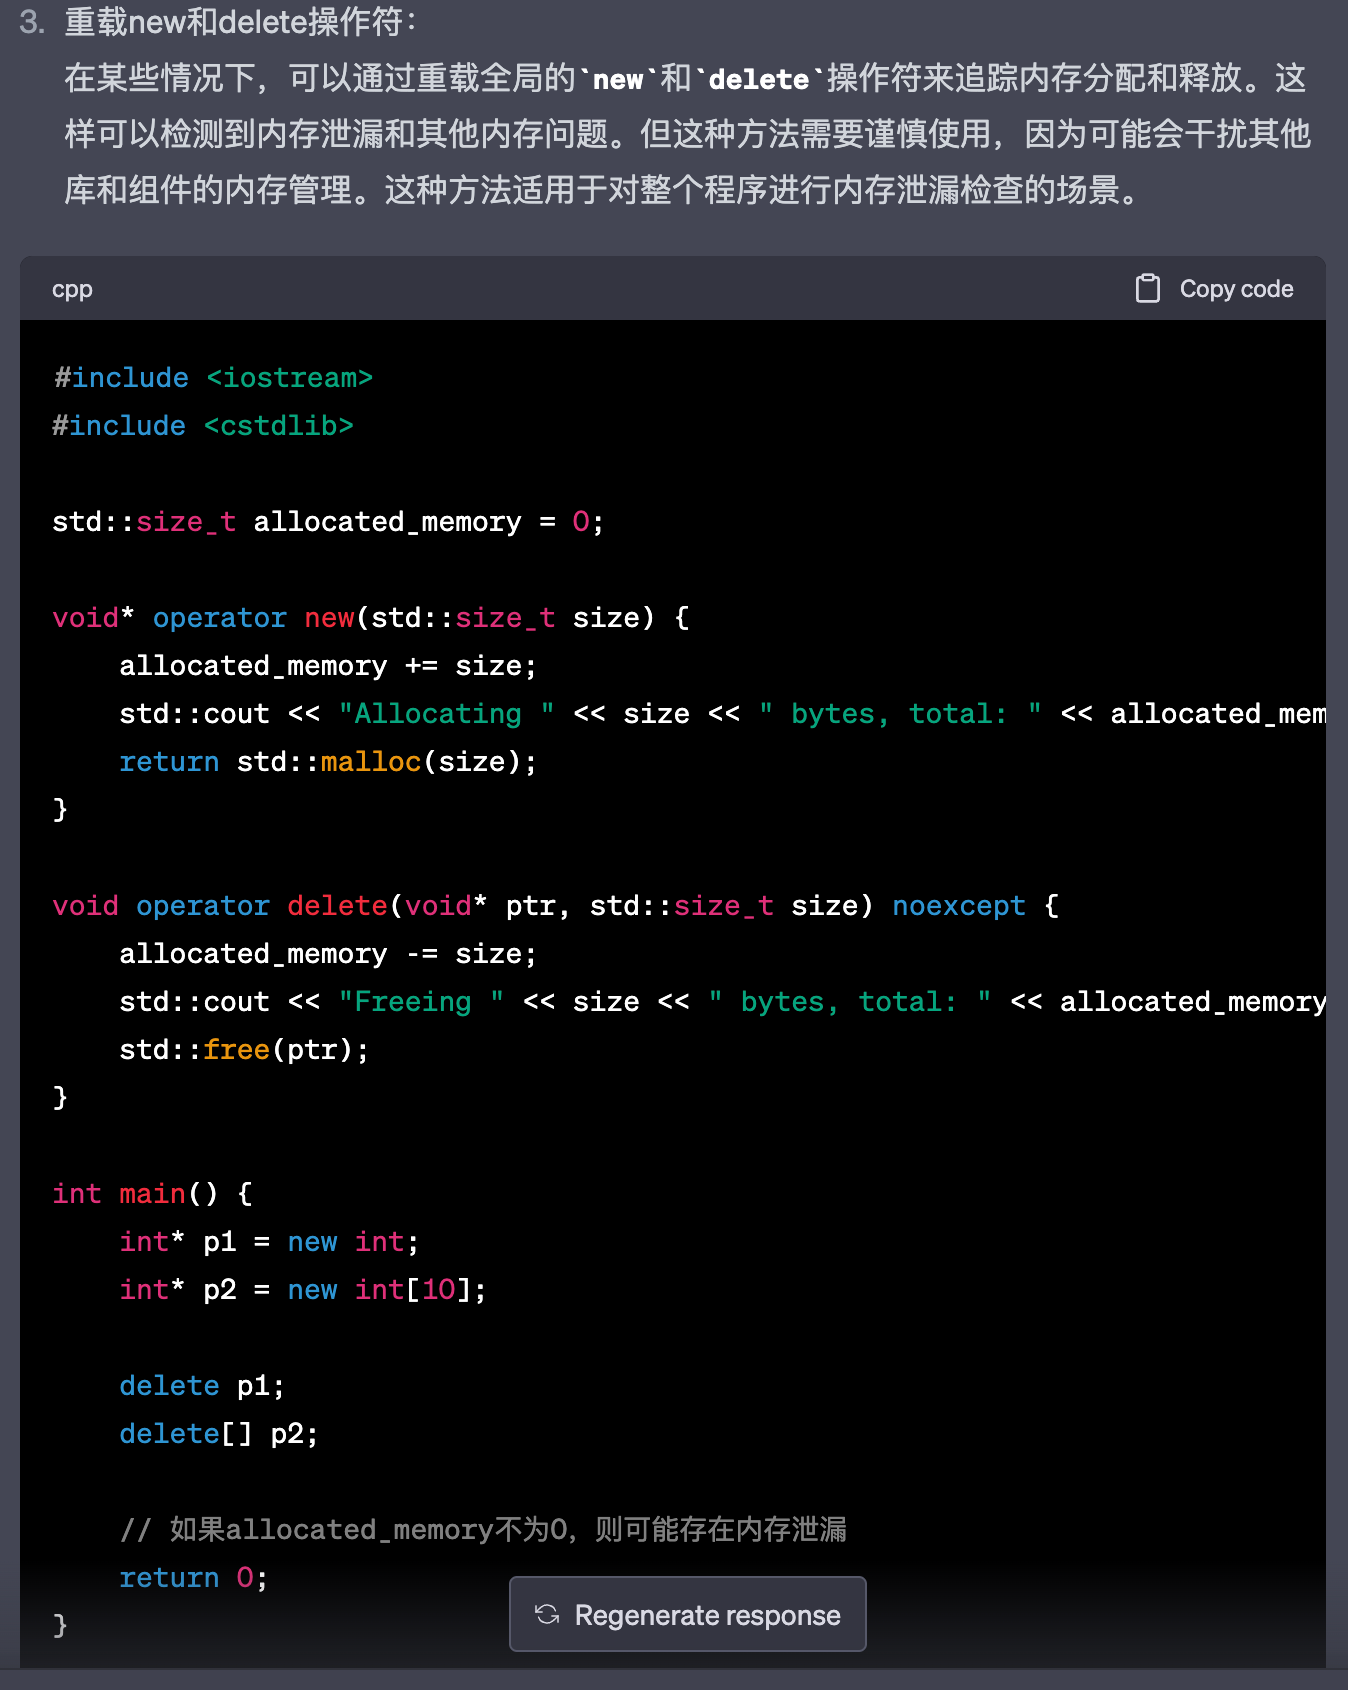 3. 重载new和delete操作符：
在某些情况下，可以通过重载全局的`new`和`delete`操作符来追踪内存分配和释放。这
样可以检测到内存泄漏和其他内存问题。但这种方法需要谨慎使用，因为可能会干扰其他
库和组件的内存管理。这种方法适用于对整个程序进行内存泄漏检查的场景。
cpp Copy code
#include <iostream>
#include <cstdlib>
std::size_t allocated_memory = 0;
void* operator new(std::size_t size) {
    allocated_memory += size;
    std::cout << "Allocating " << size << " bytes, total: " << allocated_mem
    return std::malloc(size);
}
void operator delete(void* ptr, std::size_t size) noexcept {
    allocated_memory -= size;
    std::cout << "Freeing " << size << " bytes, total: " << allocated_memory
    std::free(ptr);
}
int main() {
    int* p1 = new int;
    int* p2 = new int[10];
    delete p1;
    delete[] p2;
    // 如果allocated_memory不为0，则可能存在内存泄漏
    return 0;
}
Regenerate response